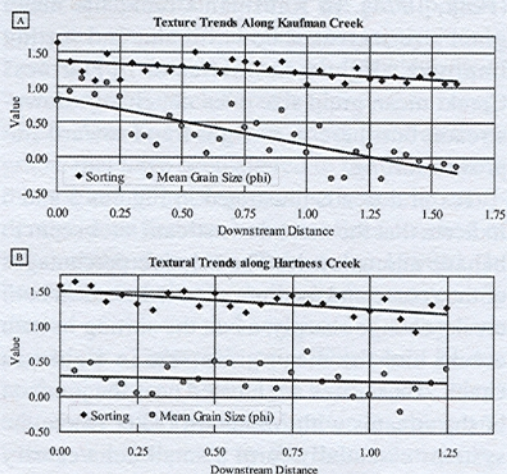 A
Texture Trends Along Kaufman Creek
1.50
1.00
0.50
0.00
-0.50
Value
Sorting Mean Grain Size (phi)
0.00 0.25 0.50 0.75 1.00 1.25 1.50 1.75
Downstream Distance
B
Textural Trends along Hartness Creek
1.50
1.00
0.50
0.00
-0.50
Value
Sorting Mean Grain Size (phi)
0.00 0.25 0.50 0.75 1.00 1.25
Downstream Distance